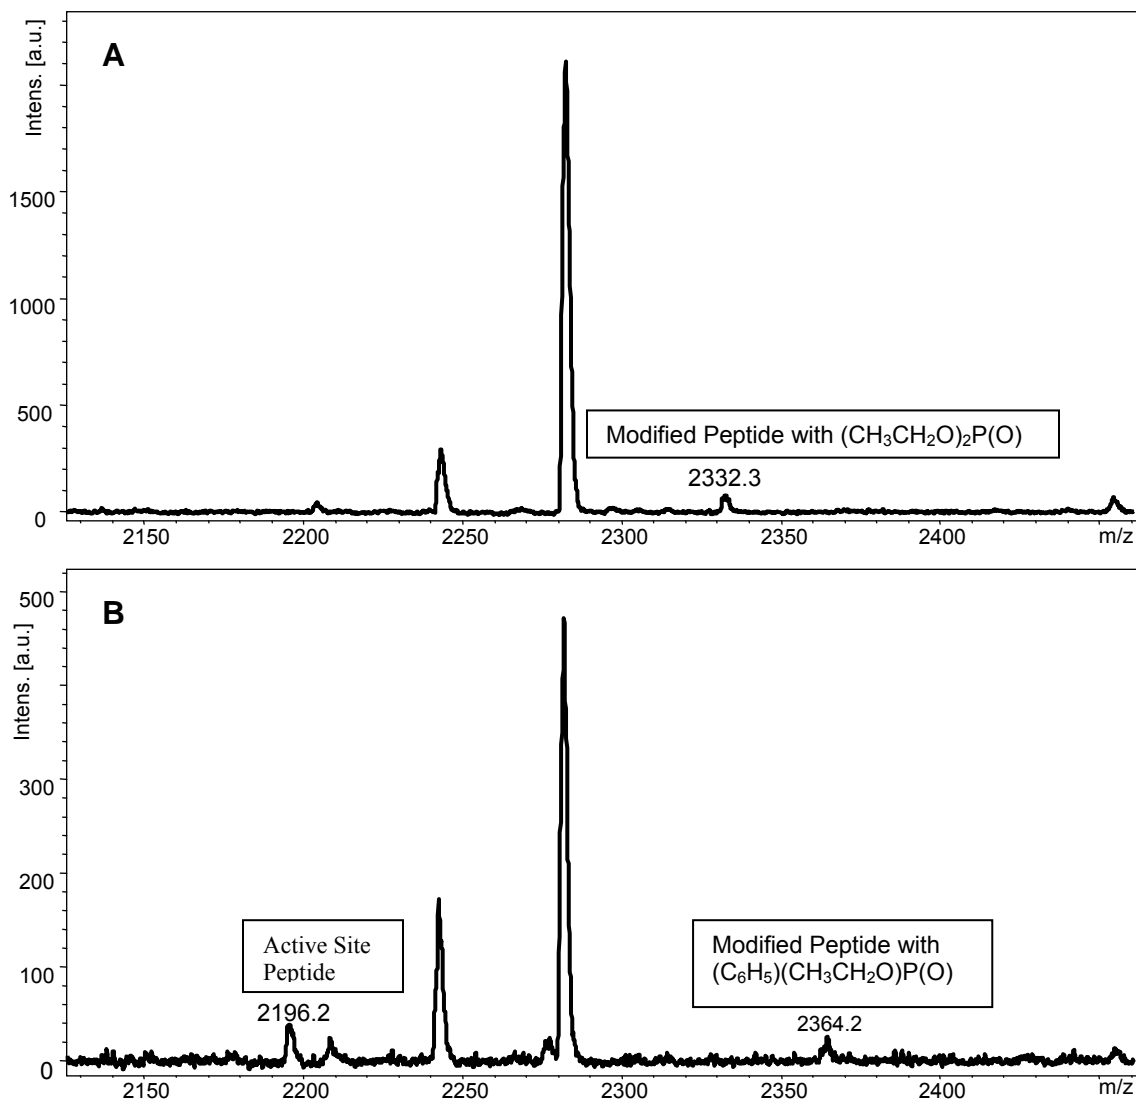 A
Intens. [a.u.]
1500
1000
500
0
Modified Peptide with (CH₃CH₂O)₂P(O)
2332.3
2150 2200 2250 2300 2350 2400 m/z
B
Intens. [a.u.]
500
300
200
100
0
Active Site
Peptide
2196.2
Modified Peptide with
(C₆H₅)(CH₃CH₂O)P(O)
2364.2
2150 2200 2250 2300 2350 2400 m/z